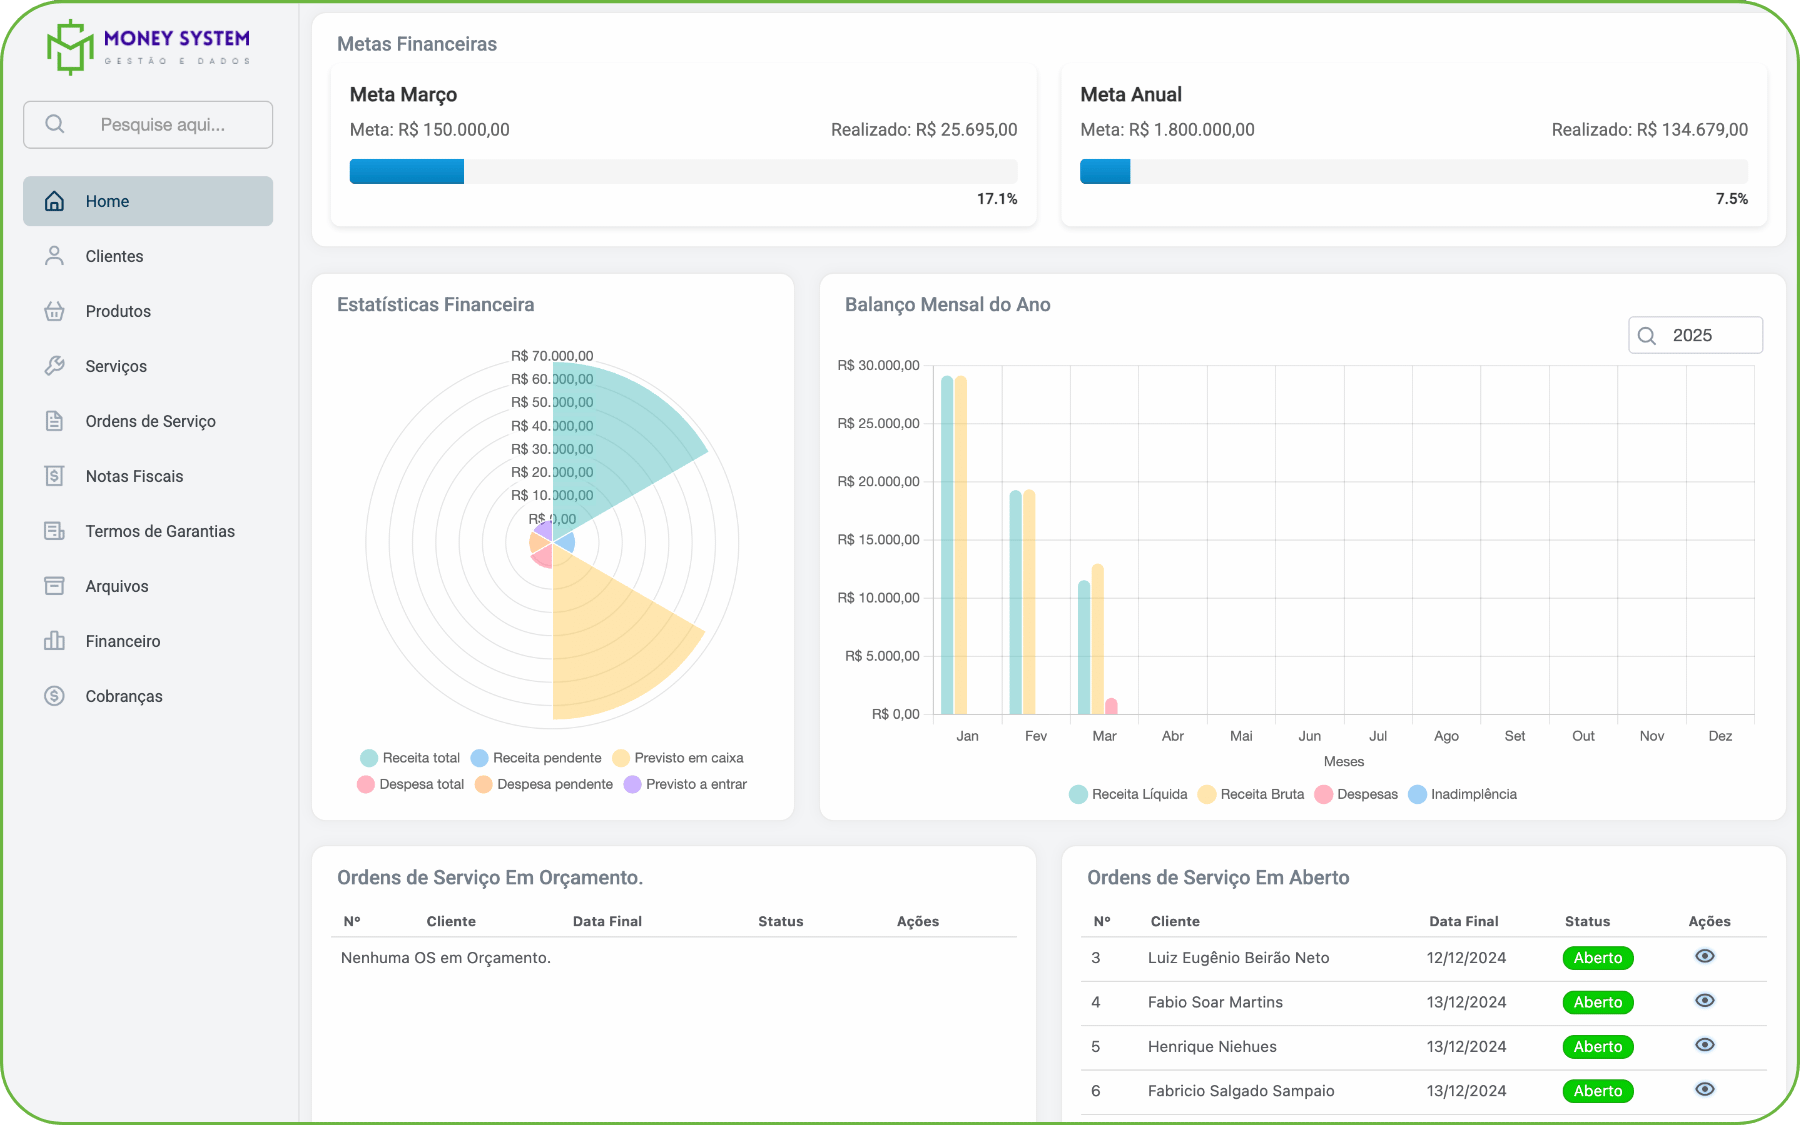 MONEY SYSTEM
GESTÃO E DADOS
Pesquise aqui...
Home
Clientes
Produtos
Serviços
Ordens de Serviço
Notas Fiscais
Termos de Garantias
Arquivos
Financeiro
Cobranças
Metas Financeiras
Meta Março
Meta: R$ 150.000,00 Realizado: R$ 25.695,00
17.1%
Meta Anual
Meta: R$ 1.800.000,00 Realizado: R$ 134.679,00
7.5%
Estatísticas Financeira
R$ 70.000,00
R$ 60.000,00
R$ 50.000,00
R$ 40.000,00
R$ 30.000,00
R$ 20.000,00
R$ 10.000,00
R$ 0,00
Receita total Receita pendente Previsto em caixa
Despesa total Despesa pendente Previsto a entrar
Balanço Mensal do Ano
2025
R$ 30.000,00
R$ 25.000,00
R$ 20.000,00
R$ 15.000,00
R$ 10.000,00
R$ 5.000,00
R$ 0,00
Jan Fev Mar Abr Mai Jun Jul Ago Set Out Nov Dez
Meses
Receita Líquida Receita Bruta Despesas Inadimplência
Ordens de Serviço Em Orçamento.
Nº Cliente Data Final Status Ações
Nenhuma OS em Orçamento.
Ordens de Serviço Em Aberto
Nº Cliente Data Final Status Ações
3 Luiz Eugênio Beirão Neto 12/12/2024 Aberto
4 Fabio Soar Martins 13/12/2024 Aberto
5 Henrique Niehues 13/12/2024 Aberto
6 Fabricio Salgado Sampaio 13/12/2024 Aberto